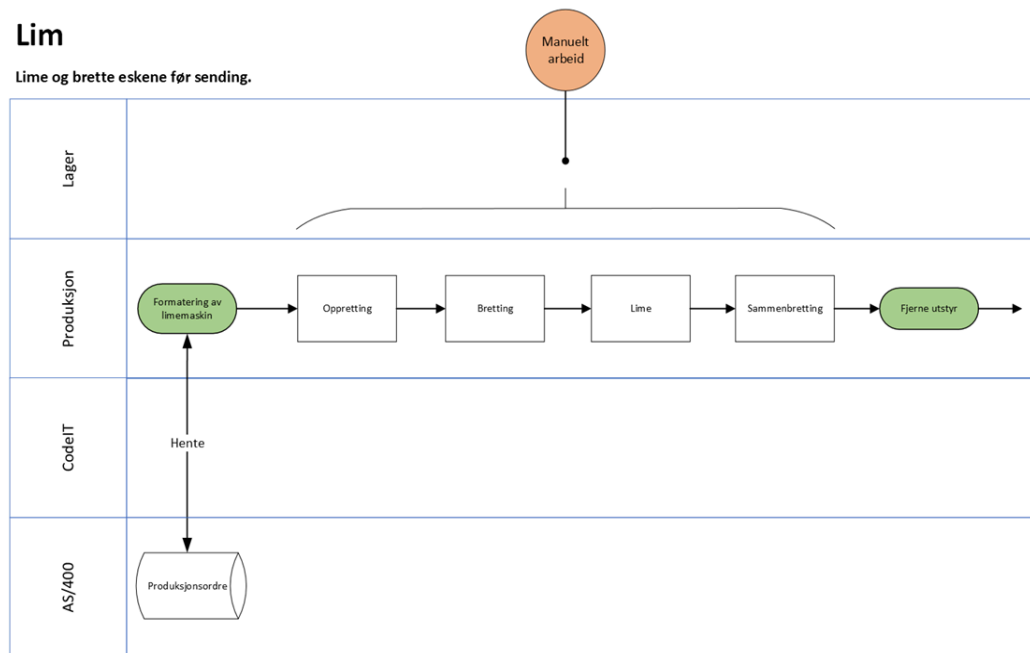 Lim
Manuelt
arbeid
Lime og brette eskene før sending.
Lager
Produksjon
Formatering av
limemaskin
Oppretting
Bretting
Lime
Sammenbretting
Fjerne utstyr
CodeIT
Hente
AS/400
Produksjonsordre